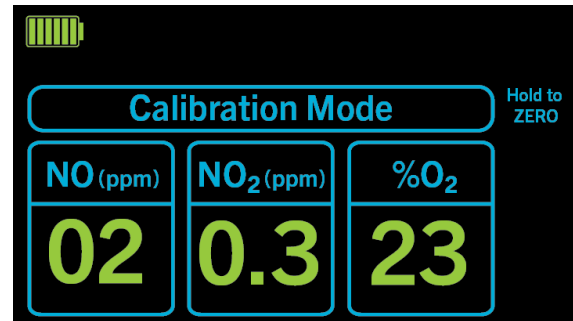 Calibration Mode
Hold to
ZERO
NO (ppm)
NO₂ (ppm)
%O₂
02
0.3
23